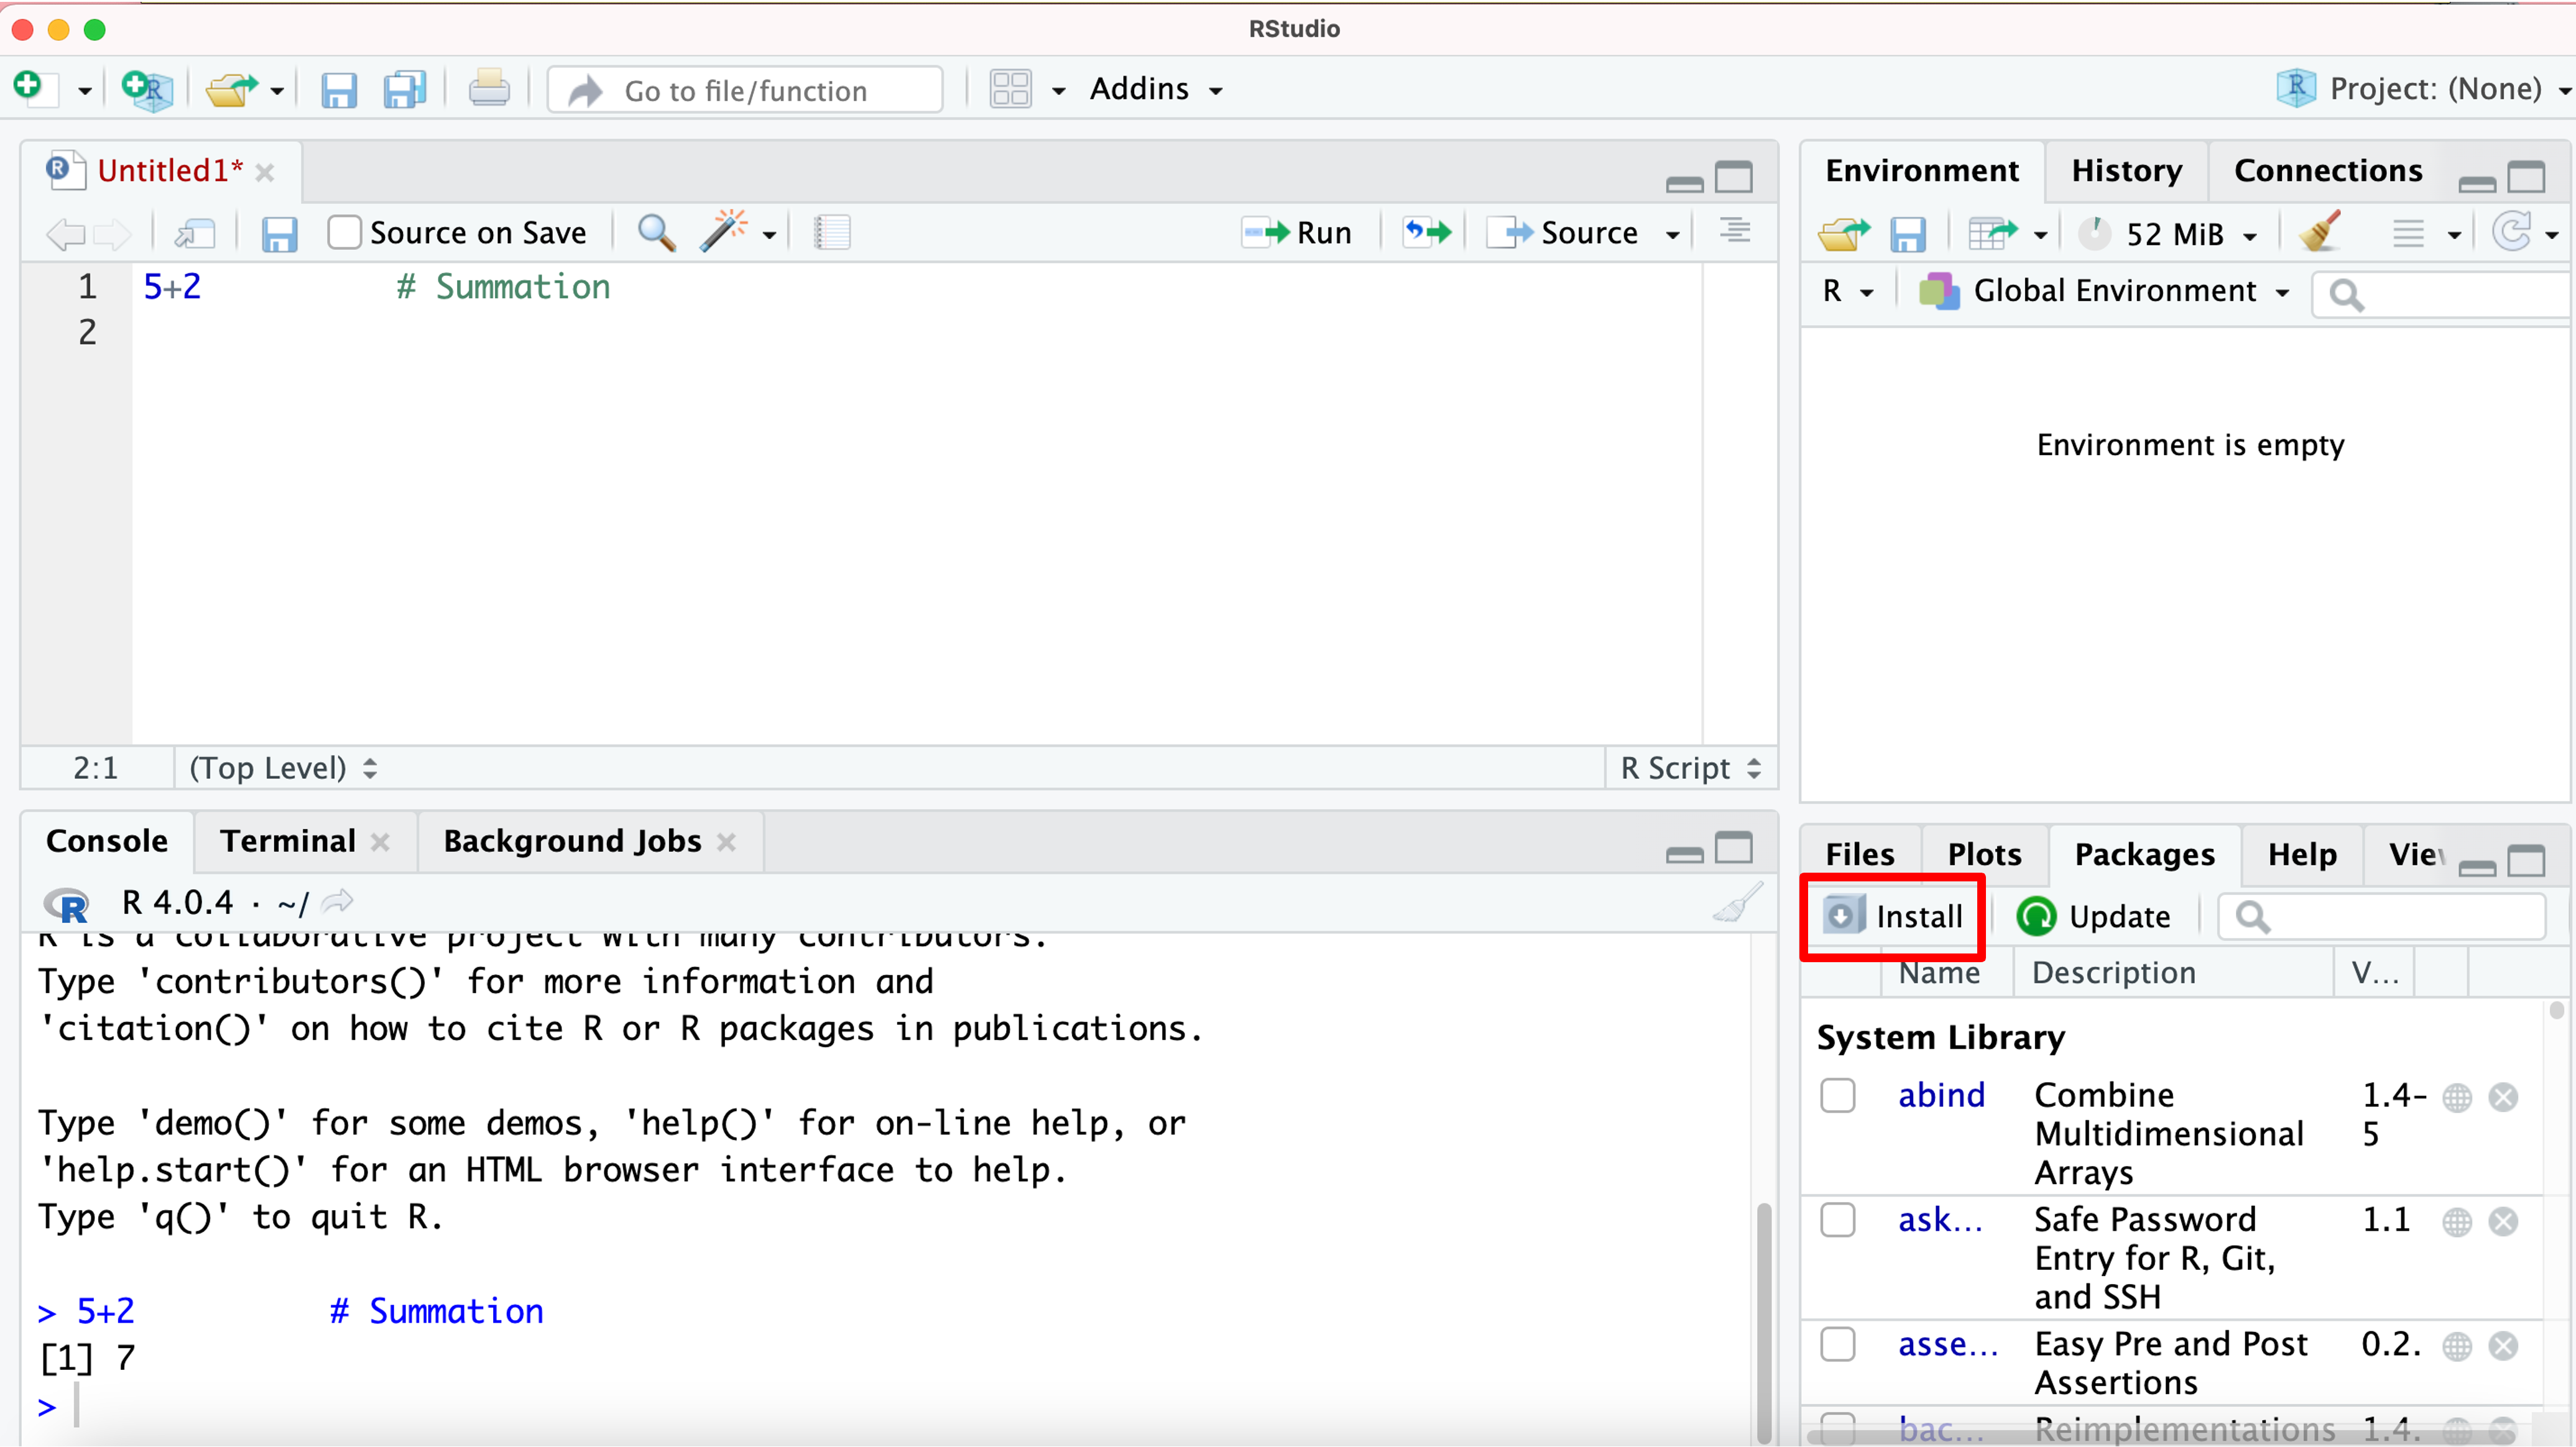 RStudio
Go to file/function
Addins
Project: (None)
Untitled1*
Source on Save
Run
Source
1 5+2 # Summation
2
2:1 (Top Level)
R Script
Environment History Connections
52 MiB
R Global Environment
Environment is empty
Console Terminal Background Jobs
R 4.0.4 · ~/
R is a collaborative project with many contributors.
Type 'contributors()' for more information and
'citation()' on how to cite R or R packages in publications.
Type 'demo()' for some demos, 'help()' for on-line help, or
'help.start()' for an HTML browser interface to help.
Type 'q()' to quit R.
> 5+2 # Summation
[1] 7
>
Files Plots Packages Help Vie
Install Update
Name Description V...
System Library
abind Combine 1.4-
Multidimensional 5
Arrays
ask... Safe Password 1.1
Entry for R, Git,
and SSH
asse... Easy Pre and Post 0.2.
Assertions
bac... Reimplementations 1.4.